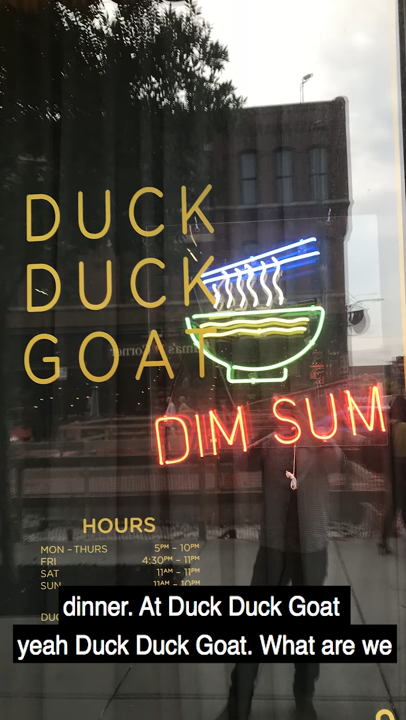 DUCK
DUCK
GOAT
DIM SUM
HOURS
MON - THURS 5PM - 10PM
FRI 4:30PM - 11PM
SAT 11AM - 11PM
SUN 11AM - 10PM
dinner. At Duck Duck Goat
yeah Duck Duck Goat. What are we